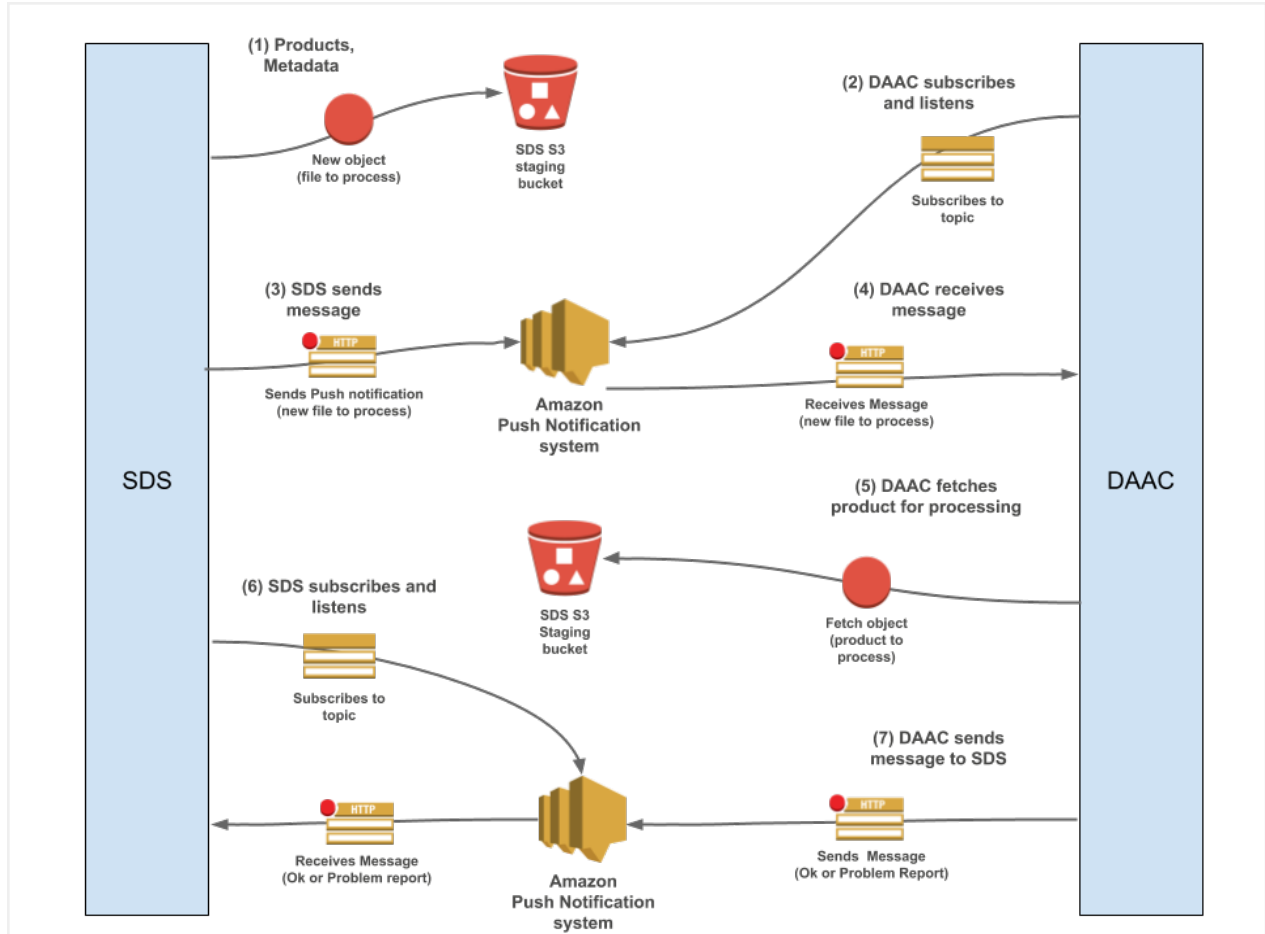 (1) Products,
Metadata
New object
(file to process)
SDS S3
staging
bucket
(2) DAAC subscribes
and listens
Subscribes to
topic
(3) SDS sends
message
HTTP
Sends Push notification
(new file to process)
Amazon
Push Notification
system
(4) DAAC receives
message
HTTP
Receives Message
(new file to process)
SDS
DAAC
(5) DAAC fetches
product for processing
SDS S3
Staging
bucket
Fetch object
(product to
process)
(6) SDS subscribes and
listens
Subscribes to
topic
(7) DAAC sends
message to SDS
HTTP
Sends Message
(Ok or Problem Report)
Amazon
Push Notification
system
HTTP
Receives Message
(Ok or Problem report)